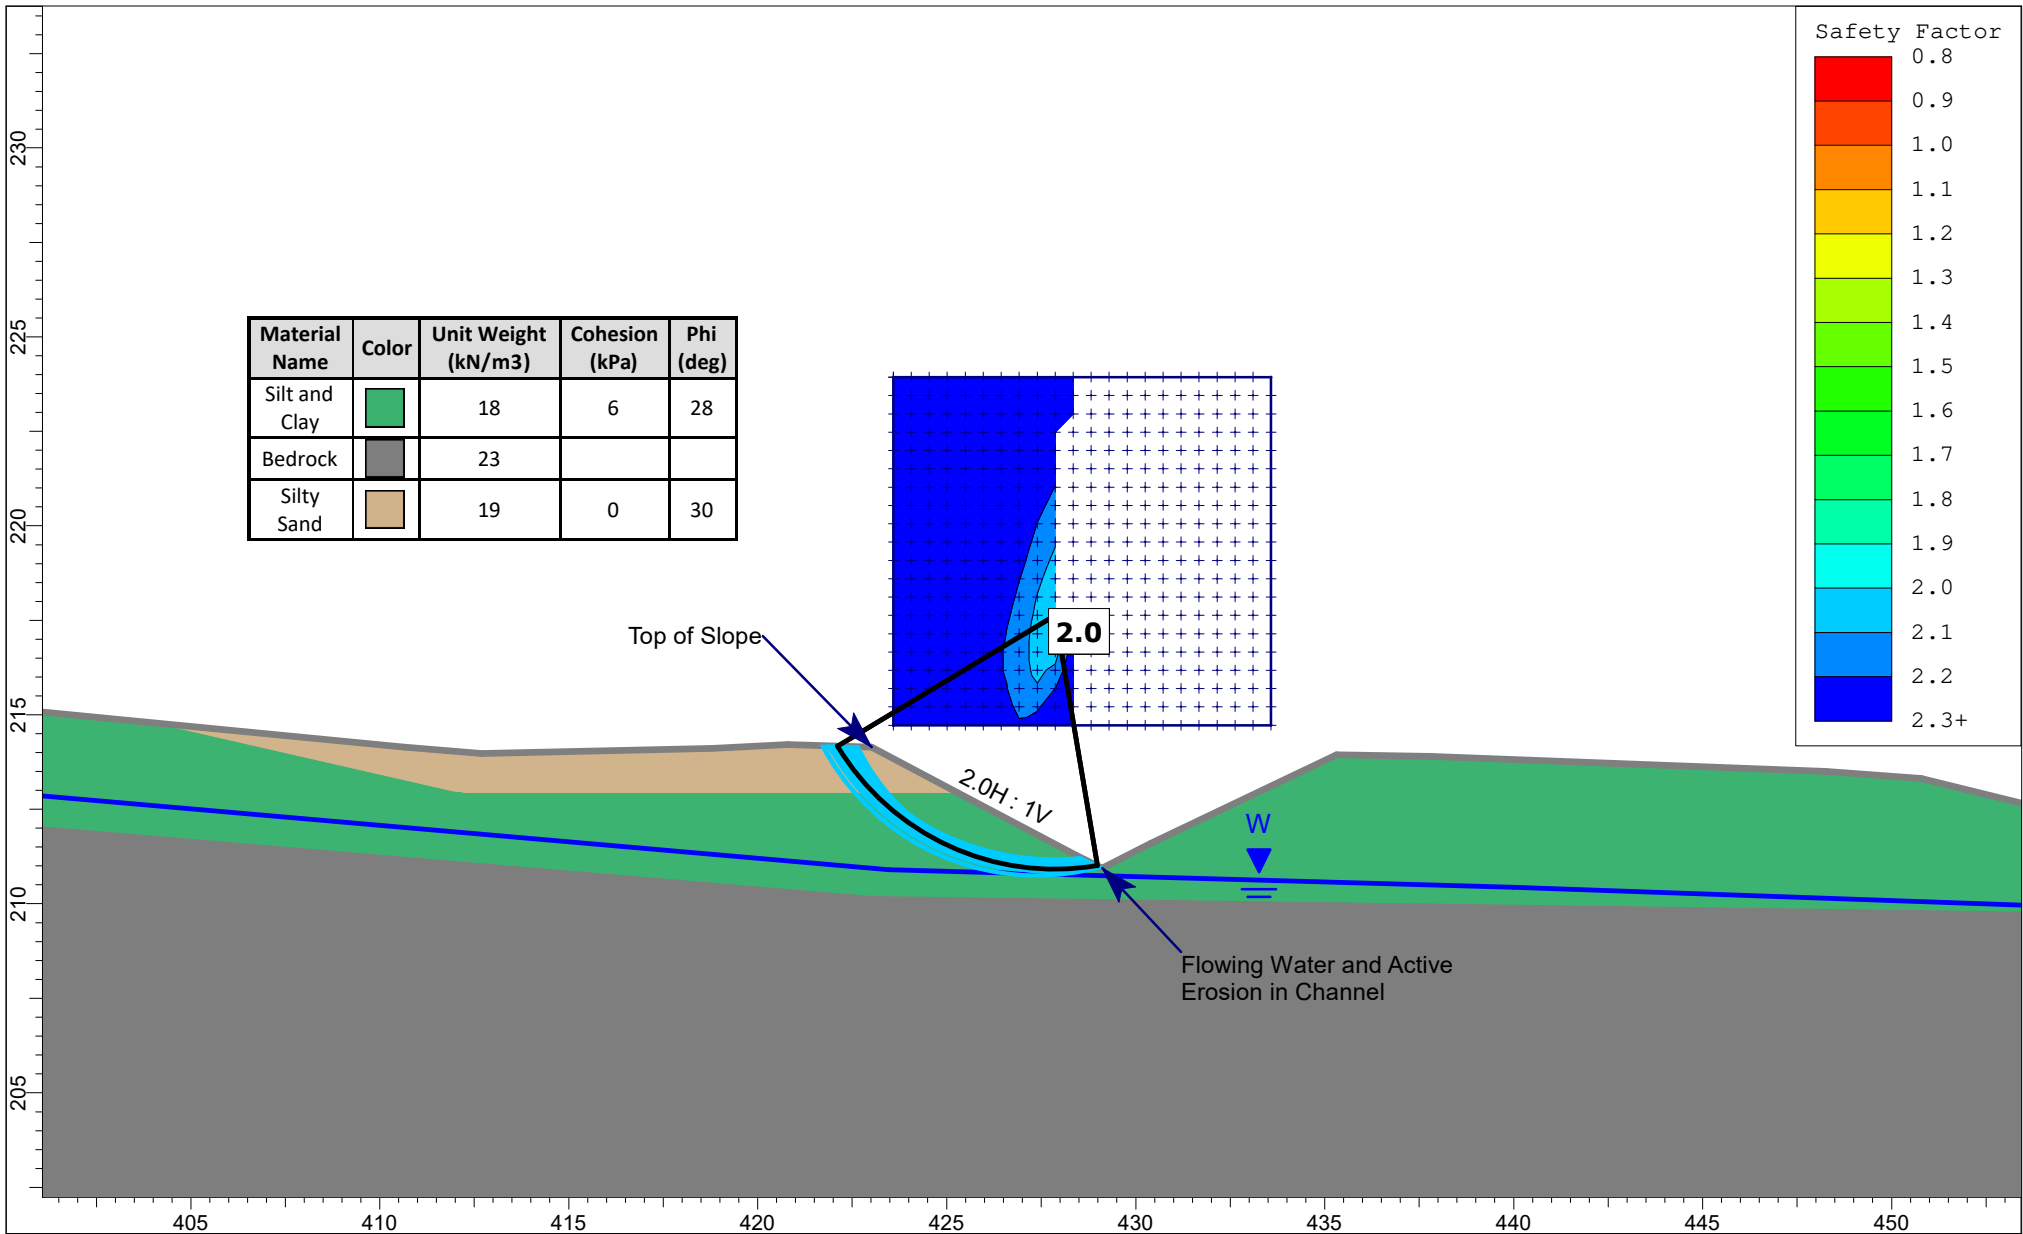 Safety Factor
0.8
0.9
1.0
1.1
1.2
1.3
1.4
1.5
1.6
1.7
1.8
1.9
2.0
2.1
2.2
2.3+
230
225
220
215
210
205
Material Name Color Unit Weight (kN/m3) Cohesion (kPa) Phi (deg)
Silt and Clay 18 6 28
Bedrock 23
Silty Sand 19 0 30
2.0
Top of Slope
2.0H : 1V
W
Flowing Water and Active
Erosion in Channel
405 410 415 420 425 430 435 440 445 450